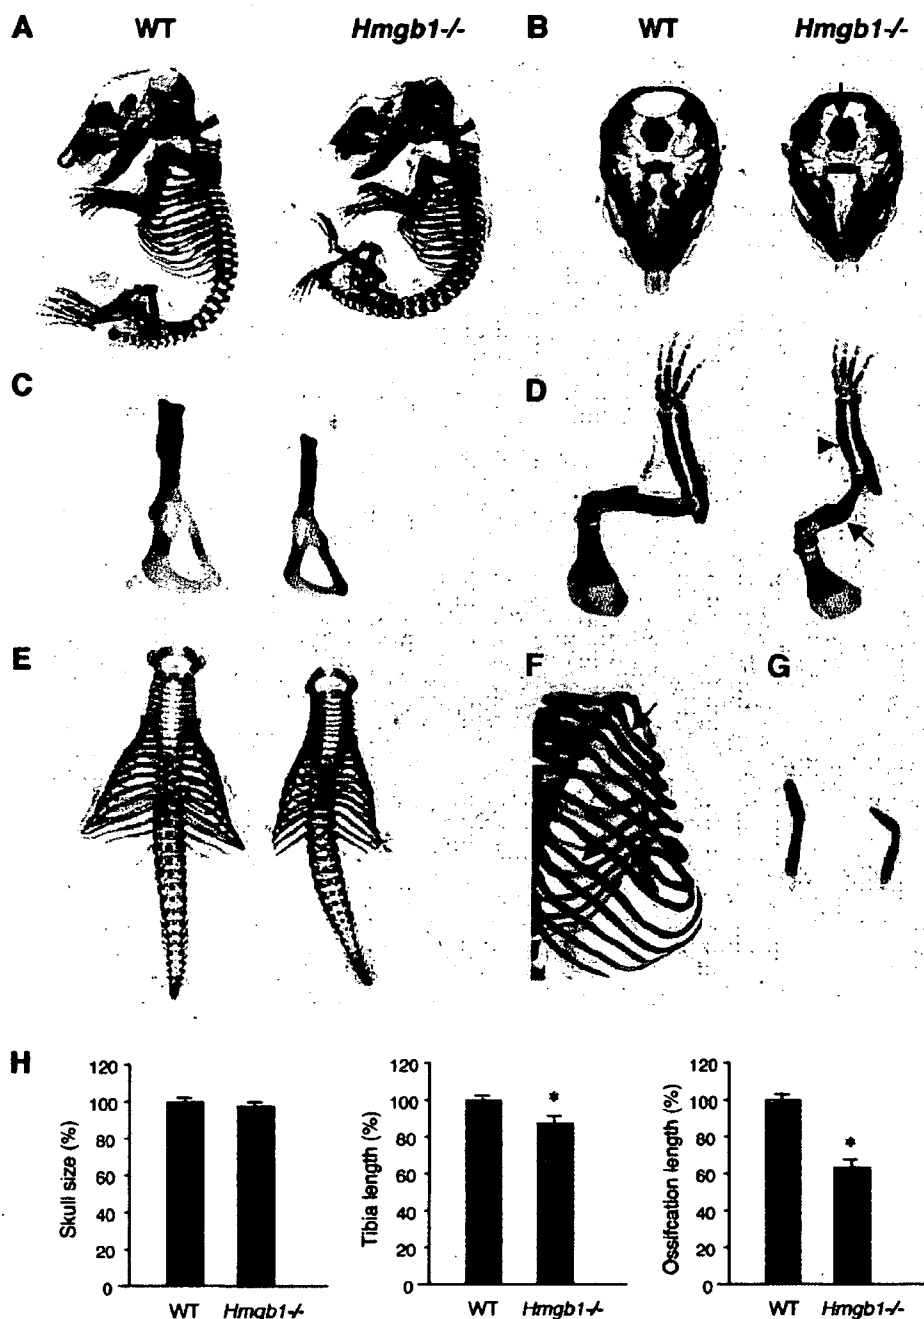 A WT Hmgb1-/- B WT Hmgb1-/-
C D
E F G
H
120
100
80
60
40
20
0
Skull size (%)
WT Hmgb1-/-
120
100
80
60
40
20
0
Tibia length (%)
*
WT Hmgb1-/-
120
100
80
60
40
20
0
Ossifcation length (%)
*
WT Hmgb1-/-